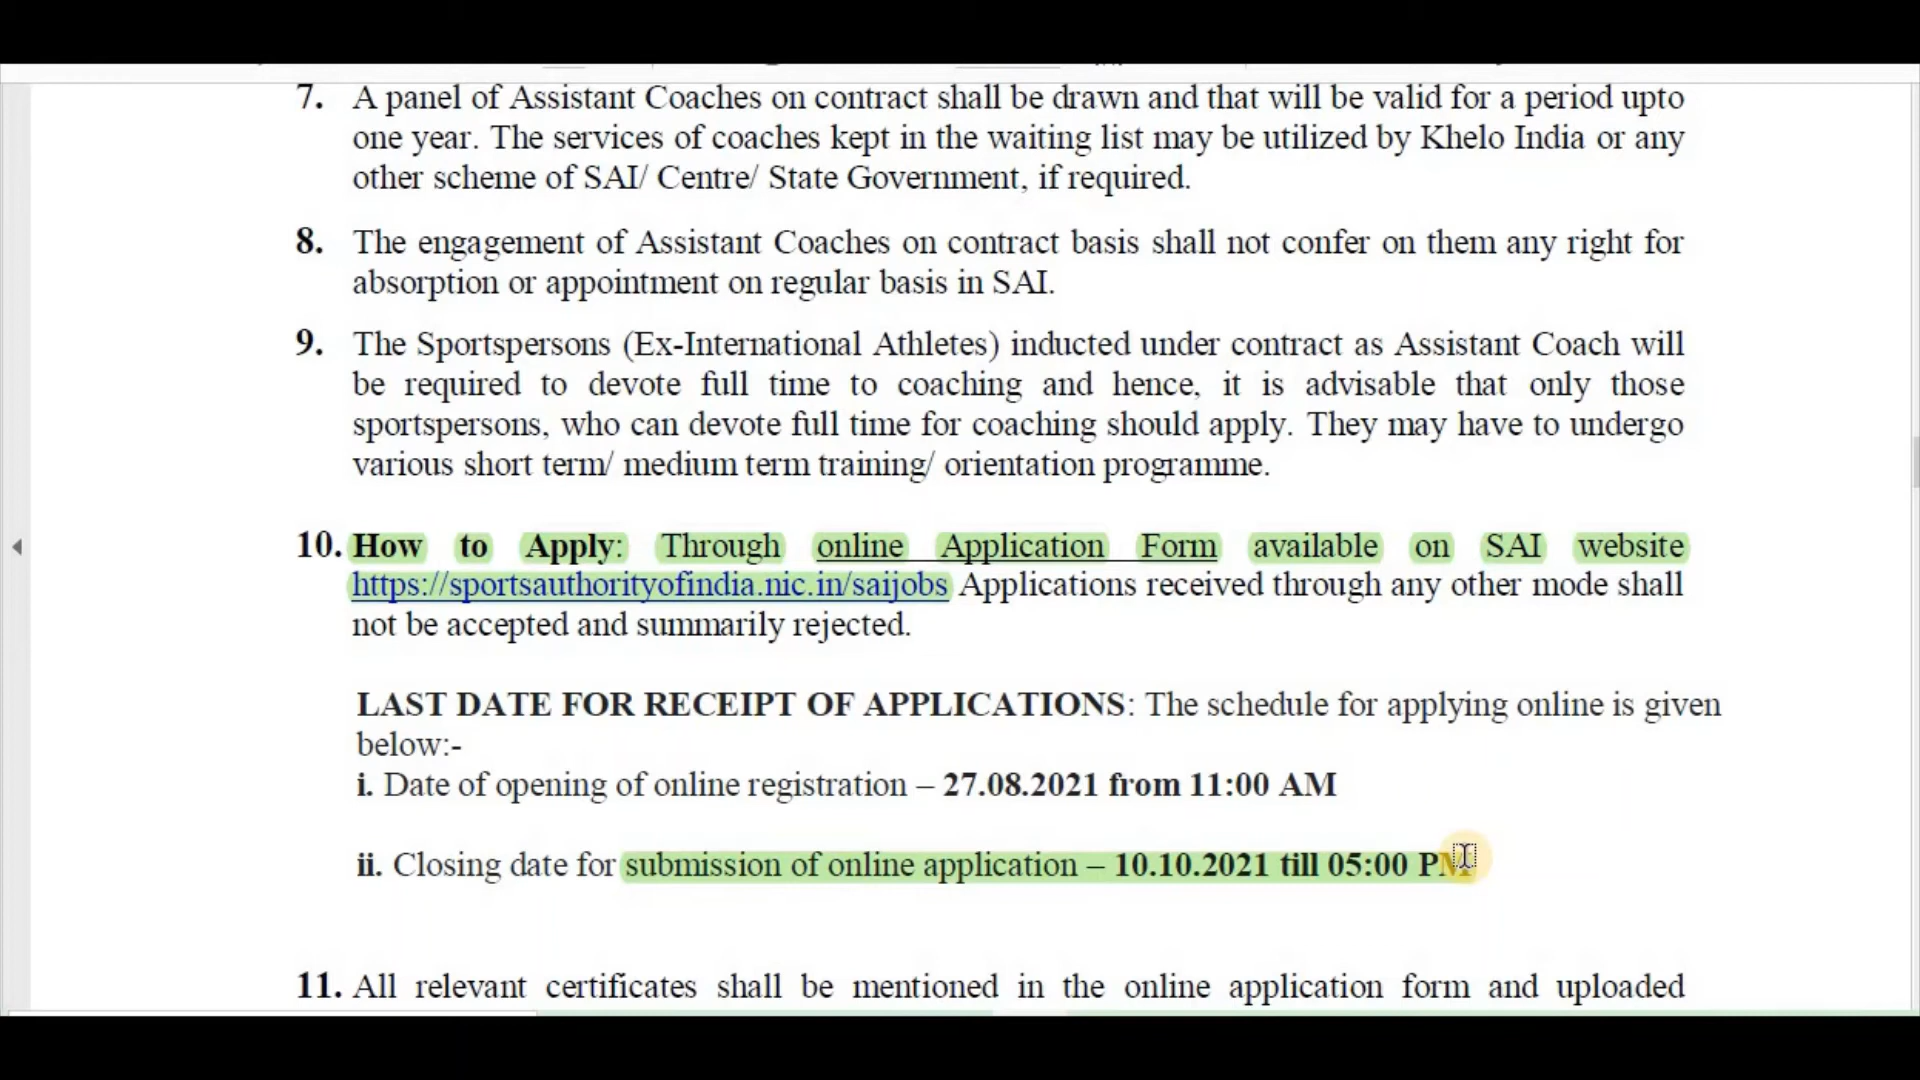 7. A panel of Assistant Coaches on contract shall be drawn and that will be valid for a period upto
one year. The services of coaches kept in the waiting list may be utilized by Khelo India or any
other scheme of SAI/ Centre/ State Government, if required.
8. The engagement of Assistant Coaches on contract basis shall not confer on them any right for
absorption or appointment on regular basis in SAI.
9. The Sportspersons (Ex-International Athletes) inducted under contract as Assistant Coach will
be required to devote full time to coaching and hence, it is advisable that only those
sportspersons, who can devote full time for coaching should apply. They may have to undergo
various short term/ medium term training/ orientation programme.
10. How to Apply: Through online Application Form available on SAI website
https://sportsauthorityofindia.nic.in/saijobs Applications received through any other mode shall
not be accepted and summarily rejected.
LAST DATE FOR RECEIPT OF APPLICATIONS: The schedule for applying online is given
below:-
i. Date of opening of online registration – 27.08.2021 from 11:00 AM
ii. Closing date for submission of online application – 10.10.2021 till 05:00 PM
11. All relevant certificates shall be mentioned in the online application form and uploaded